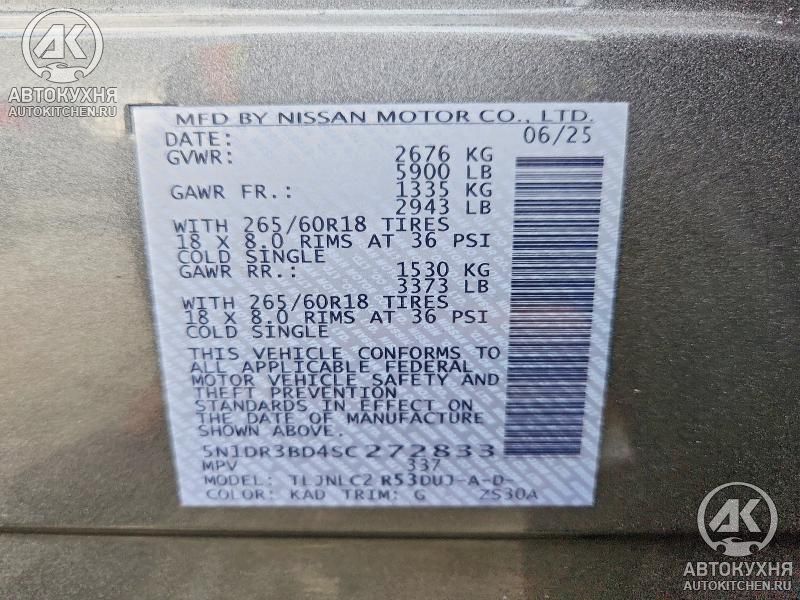 АК
АВТОКУХНЯ
AUTOKITCHEN.RU
MFD BY NISSAN MOTOR CO., LTD.
DATE: 06/25
GVWR: 2676 KG
5900 LB
GAWR FR.: 1335 KG
2943 LB
WITH 265/60R18 TIRES
18 X 8.0 RIMS AT 36 PSI
COLD SINGLE
GAWR RR.: 1530 KG
3373 LB
WITH 265/60R18 TIRES
18 X 8.0 RIMS AT 36 PSI
COLD SINGLE
THIS VEHICLE CONFORMS TO
ALL APPLICABLE FEDERAL
MOTOR VEHICLE SAFETY AND
THEFT PREVENTION
STANDARDS IN EFFECT ON
THE DATE OF MANUFACTURE
SHOWN ABOVE.
5N1DR3BD4SC272833
MPV 337
MODEL: TLJNLC2 R53DUJ-A-D-
COLOR: KAD TRIM: G ZS30A
АК
АВТОКУХНЯ
AUTOKITCHEN.RU